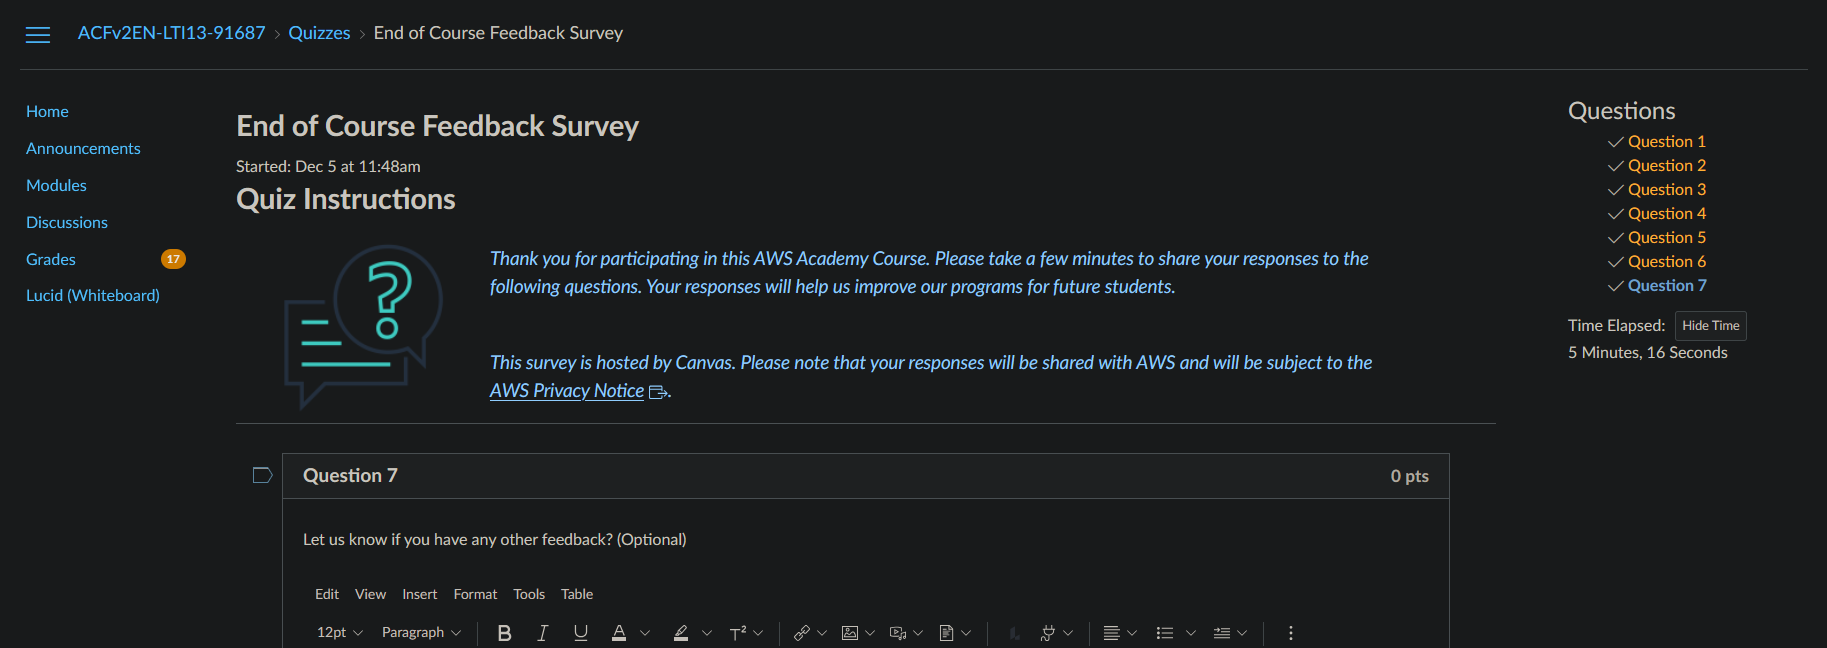 ACFv2EN-LTI13-91687 > Quizzes > End of Course Feedback Survey
Home
Announcements
Modules
Discussions
Grades 17
Lucid (Whiteboard)
End of Course Feedback Survey
Started: Dec 5 at 11:48am
Quiz Instructions
Thank you for participating in this AWS Academy Course. Please take a few minutes to share your responses to the
following questions. Your responses will help us improve our programs for future students.
This survey is hosted by Canvas. Please note that your responses will be shared with AWS and will be subject to the
AWS Privacy Notice.
Question 7 0 pts
Let us know if you have any other feedback? (Optional)
Edit View Insert Format Tools Table
12pt Paragraph B I U A T²
Questions
Question 1
Question 2
Question 3
Question 4
Question 5
Question 6
Question 7
Time Elapsed: Hide Time
5 Minutes, 16 Seconds